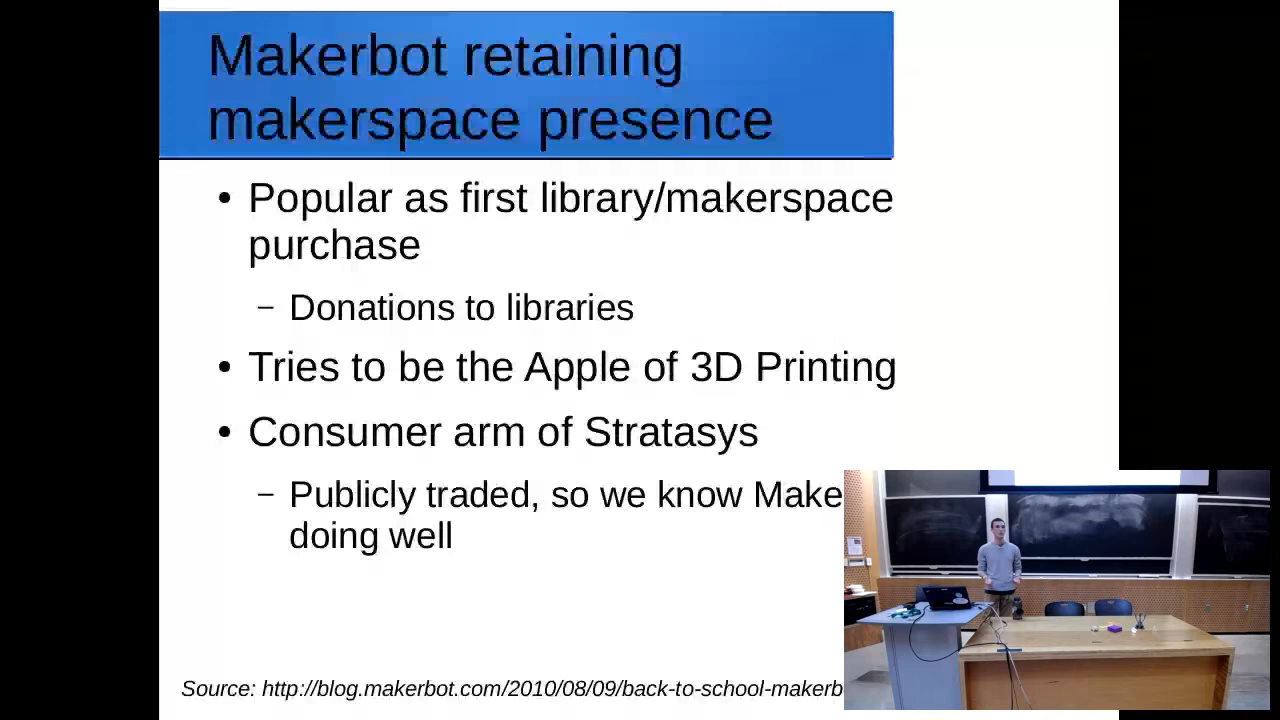 Makerbot retaining
makerspace presence
• Popular as first library/makerspace
purchase
– Donations to libraries
• Tries to be the Apple of 3D Printing
• Consumer arm of Stratasys
– Publicly traded, so we know Make
doing well
Source: http://blog.makerbot.com/2010/08/09/back-to-school-makerb